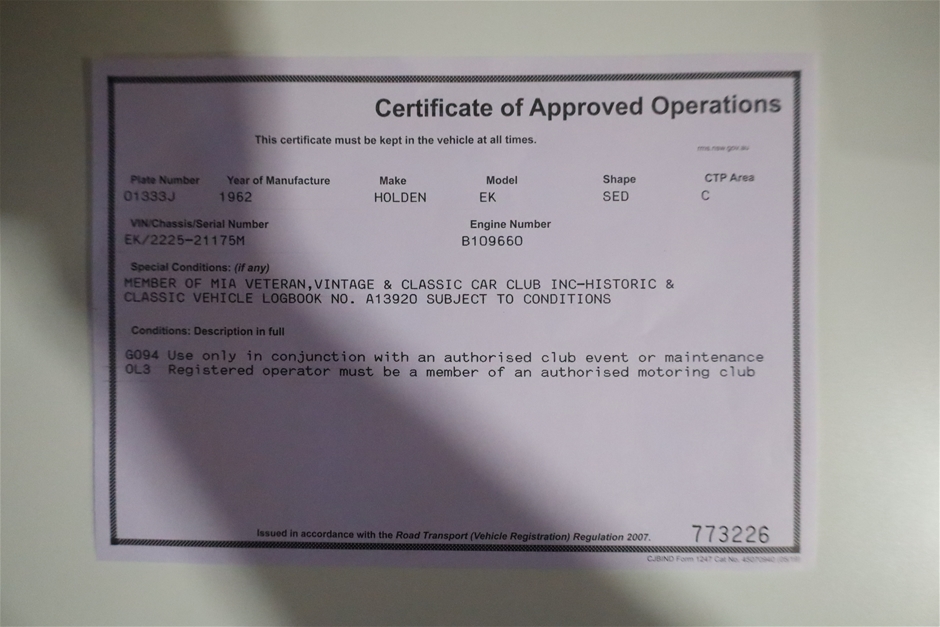 Certificate of Approved Operations
This certificate must be kept in the vehicle at all times.
rms.nsw.gov.au
Plate Number Year of Manufacture Make Model Shape CTP Area
01333J 1962 HOLDEN EK SED C
VIN/Chassis/Serial Number Engine Number
EK/2225-21175M B109660
Special Conditions: (if any)
MEMBER OF MIA VETERAN,VINTAGE & CLASSIC CAR CLUB INC-HISTORIC &
CLASSIC VEHICLE LOGBOOK NO. A13920 SUBJECT TO CONDITIONS
Conditions: Description in full
G094 Use only in conjunction with an authorised club event or maintenance
OL3 Registered operator must be a member of an authorised motoring club
Issued in accordance with the Road Transport (Vehicle Registration) Regulation 2007.
773226
Form 1247 Cat No.